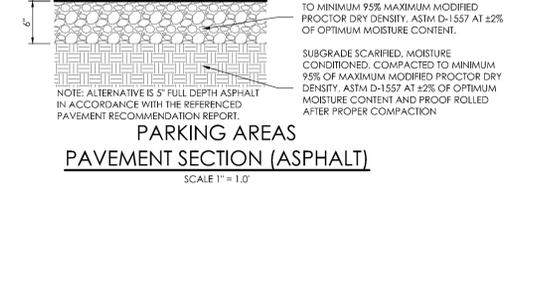 TO MINIMUM 95% MAXIMUM MODIFIED
PROCTOR DRY DENSITY. ASTM D-1557 AT ±2%
OF OPTIMUM MOISTURE CONTENT.
6"
SUBGRADE SCARIFIED, MOISTURE
CONDITIONED, COMPACTED TO MINIMUM
95% OF MAXIMUM MODIFIED PROCTOR DRY
DENSITY. ASTM D-1557 AT ±2% OF OPTIMUM
MOISTURE CONTENT AND PROOF ROLLED
AFTER PROPER COMPACTION
NOTE: ALTERNATIVE IS 5" FULL DEPTH ASPHALT
IN ACCORDANCE WITH THE REFERENCED
PAVEMENT RECOMMENDATION REPORT.
PARKING AREAS
PAVEMENT SECTION (ASPHALT)
SCALE 1" = 1.0'